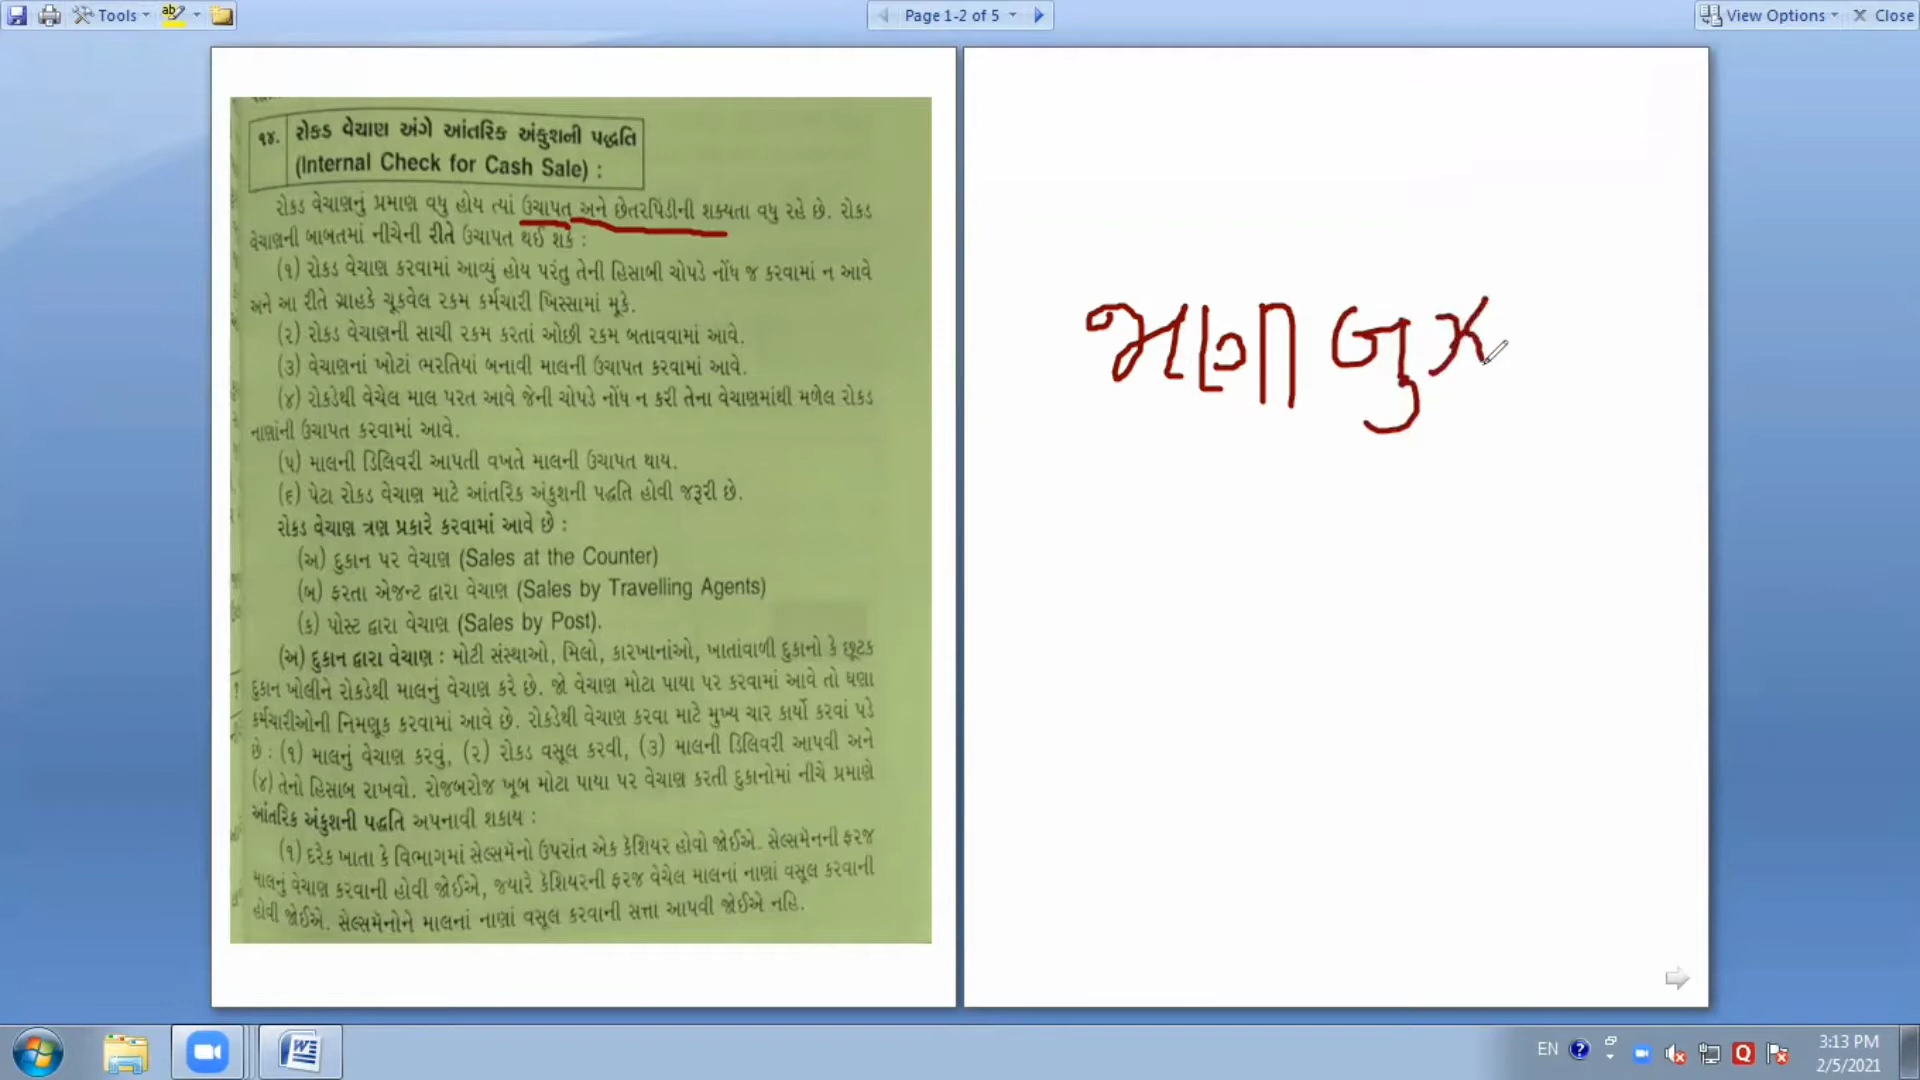 Tools
Page 1-2 of 5
View Options
Close
૧૪. રોકડ વેચાણ અંગે આંતરિક અંકુશની પદ્ધતિ
(Internal Check for Cash Sale) :
રોકડ વેચાણનું પ્રમાણ વધુ હોય ત્યાં ઉચાપત અને છેતરપિંડીની શક્યતા વધુ રહે છે. રોકડ
વેચાણની બાબતમાં નીચેની રીતે ઉચાપત થઈ શકે :
(૧) રોકડ વેચાણ કરવામાં આવ્યું હોય પરંતુ તેની હિસાબી ચોપડે નોંધ જ કરવામાં ન આવે
અને આ રીતે ગ્રાહકે ચૂકવેલ રકમ કર્મચારી ખિસ્સામાં મૂકે.
(૨) રોકડ વેચાણની સાચી રકમ કરતાં ઓછી રકમ બતાવવામાં આવે.
(૩) વેચાણનાં ખોટાં ભરતિયાં બનાવી માલની ઉચાપત કરવામાં આવે.
(૪) રોકડેથી વેચેલ માલ પરત આવે જેની ચોપડે નોંધ ન કરી તેના વેચાણમાંથી મળેલ રોકડ
નાણાંની ઉચાપત કરવામાં આવે.
(૫) માલની ડિલિવરી આપતી વખતે માલની ઉચાપત થાય.
(૬) પેટા રોકડ વેચાણ માટે આંતરિક અંકુશની પદ્ધતિ હોવી જરૂરી છે.
રોકડ વેચાણ ત્રણ પ્રકારે કરવામાં આવે છે :
(અ) દુકાન પર વેચાણ (Sales at the Counter)
(બ) ફરતા એજન્ટ દ્વારા વેચાણ (Sales by Travelling Agents)
(ક) પોસ્ટ દ્વારા વેચાણ (Sales by Post).
(અ) દુકાન દ્વારા વેચાણ : મોટી સંસ્થાઓ, મિલો, કારખાનાંઓ, ખાતાંવાળી દુકાનો કે છૂટક
દુકાન ખોલીને રોકડેથી માલનું વેચાણ કરે છે. જો વેચાણ મોટા પાયા પર કરવામાં આવે તો ઘણા
કર્મચારીઓની નિમણૂક કરવામાં આવે છે. રોકડેથી વેચાણ કરવા માટે મુખ્ય ચાર કાર્યો કરવાં પડે
છે : (૧) માલનું વેચાણ કરવું, (૨) રોકડ વસૂલ કરવી, (૩) માલની ડિલિવરી આપવી અને
(૪) તેનો હિસાબ રાખવો. રોજબરોજ ખૂબ મોટા પાયા પર વેચાણ કરતી દુકાનોમાં નીચે પ્રમાણે
આંતરિક અંકુશની પદ્ધતિ અપનાવી શકાય :
(૧) દરેક ખાતા કે વિભાગમાં સેલ્સમૅનો ઉપરાંત એક કૅશિયર હોવો જોઈએ. સેલ્સમૅનની ફરજ
માલનું વેચાણ કરવાની હોવી જોઈએ, જ્યારે કૅશિયરની ફરજ વેચેલ માલનાં નાણાં વસૂલ કરવાની
હોવી જોઈએ. સેલ્સમૅનોને માલનાં નાણાં વસૂલ કરવાની સત્તા આપવી જોઈએ નહિ.
EN
3:13 PM
2/5/2021